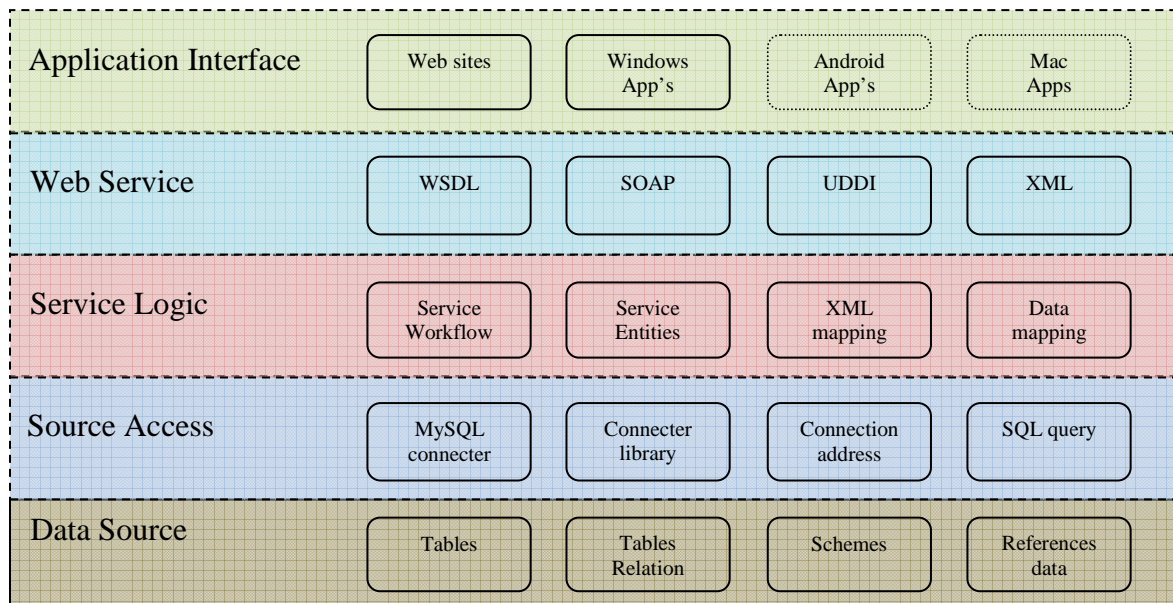 Application Interface
Web sites
Windows
App's
Android
App's
Mac
Apps
Web Service
WSDL
SOAP
UDDI
XML
Service Logic
Service
Workflow
Service
Entities
XML
mapping
Data
mapping
Source Access
MySQL
connecter
Connecter
library
Connection
address
SQL query
Data Source
Tables
Tables
Relation
Schemes
References
data